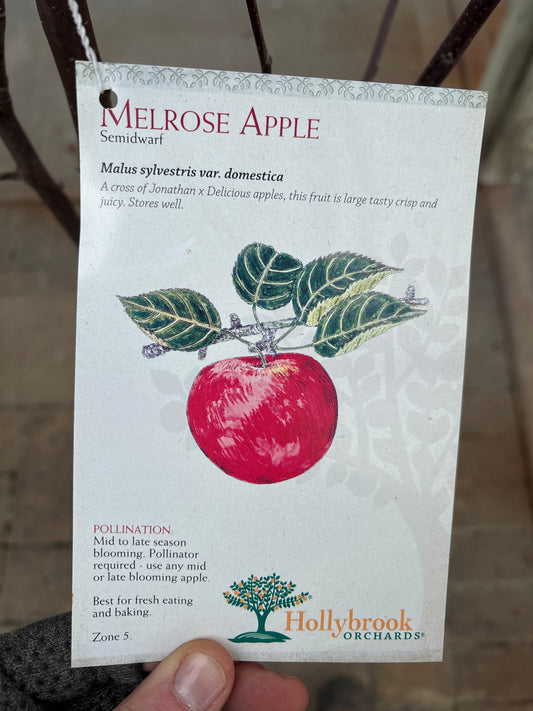 MELROSE APPLE
Semidwarf
Malus sylvestris var. domestica
A cross of Jonathan x Delicious apples, this fruit is large tasty crisp and
juicy. Stores well.
POLLINATION:
Mid to late season
blooming. Pollinator
required - use any mid
or late blooming apple.
Best for fresh eating
and baking.
Zone 5.
Hollybrook
ORCHARDS®